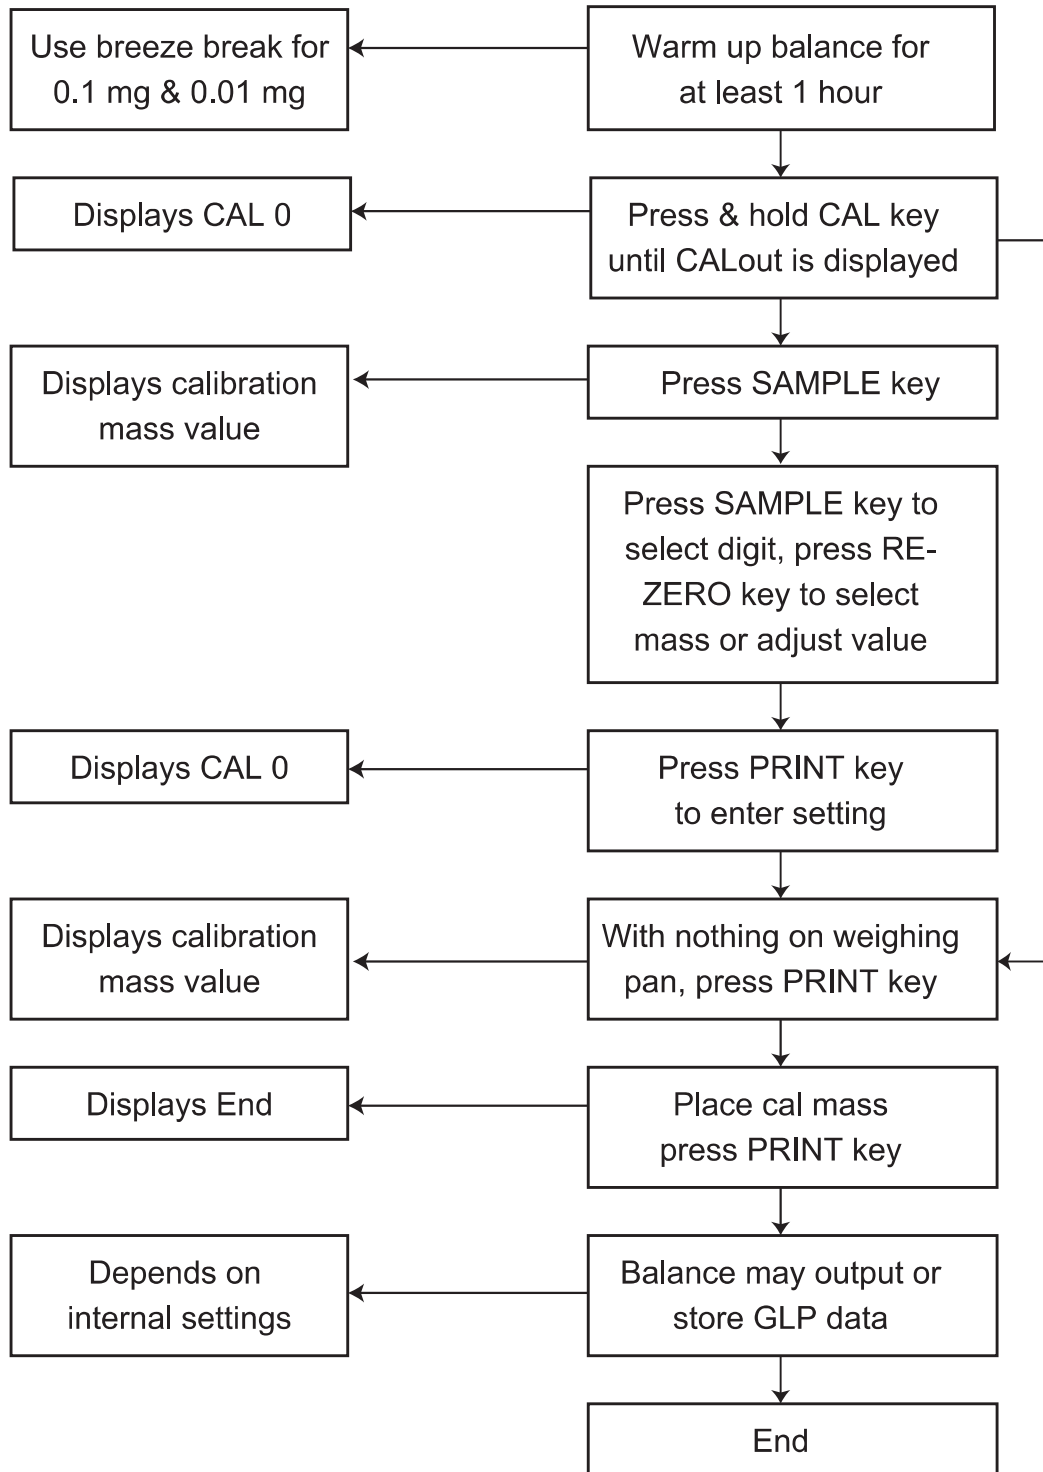 Use breeze break for
0.1 mg & 0.01 mg
Warm up balance for
at least 1 hour
Displays CAL 0
Press & hold CAL key
until CALout is displayed
Displays calibration
mass value
Press SAMPLE key
Press SAMPLE key to
select digit, press RE-
ZERO key to select
mass or adjust value
Displays CAL 0
Press PRINT key
to enter setting
Displays calibration
mass value
With nothing on weighing
pan, press PRINT key
Displays End
Place cal mass
press PRINT key
Depends on
internal settings
Balance may output or
store GLP data
End